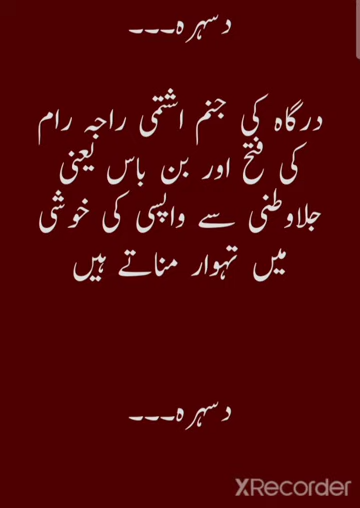 دسہرہ---
درگاہ کی جنم اشٹمی راجہ رام
کی فتح اور بن باس یعنی
جلاوطنی سے واپسی کی خوشی
میں تہوار مناتے ہیں
دسہرہ---
XRecorder